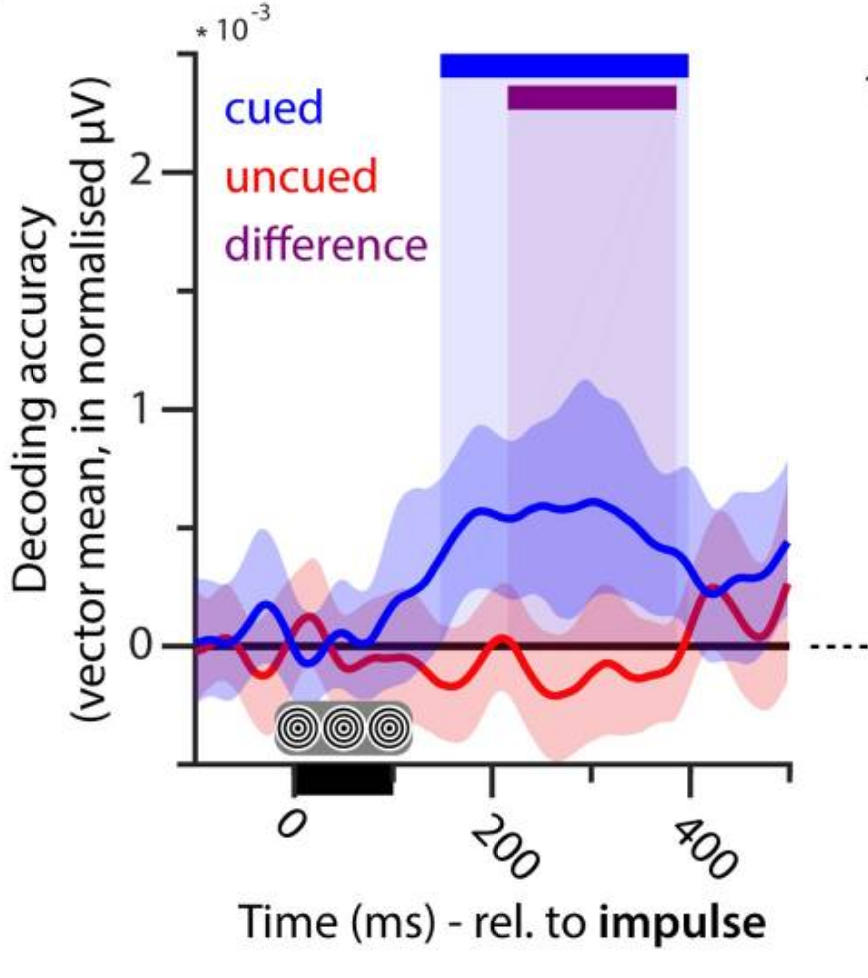 * 10⁻³
cued
uncued
difference
2
1
0
Decoding accuracy
(vector mean, in normalised µV)
0
200
400
Time (ms) - rel. to impulse